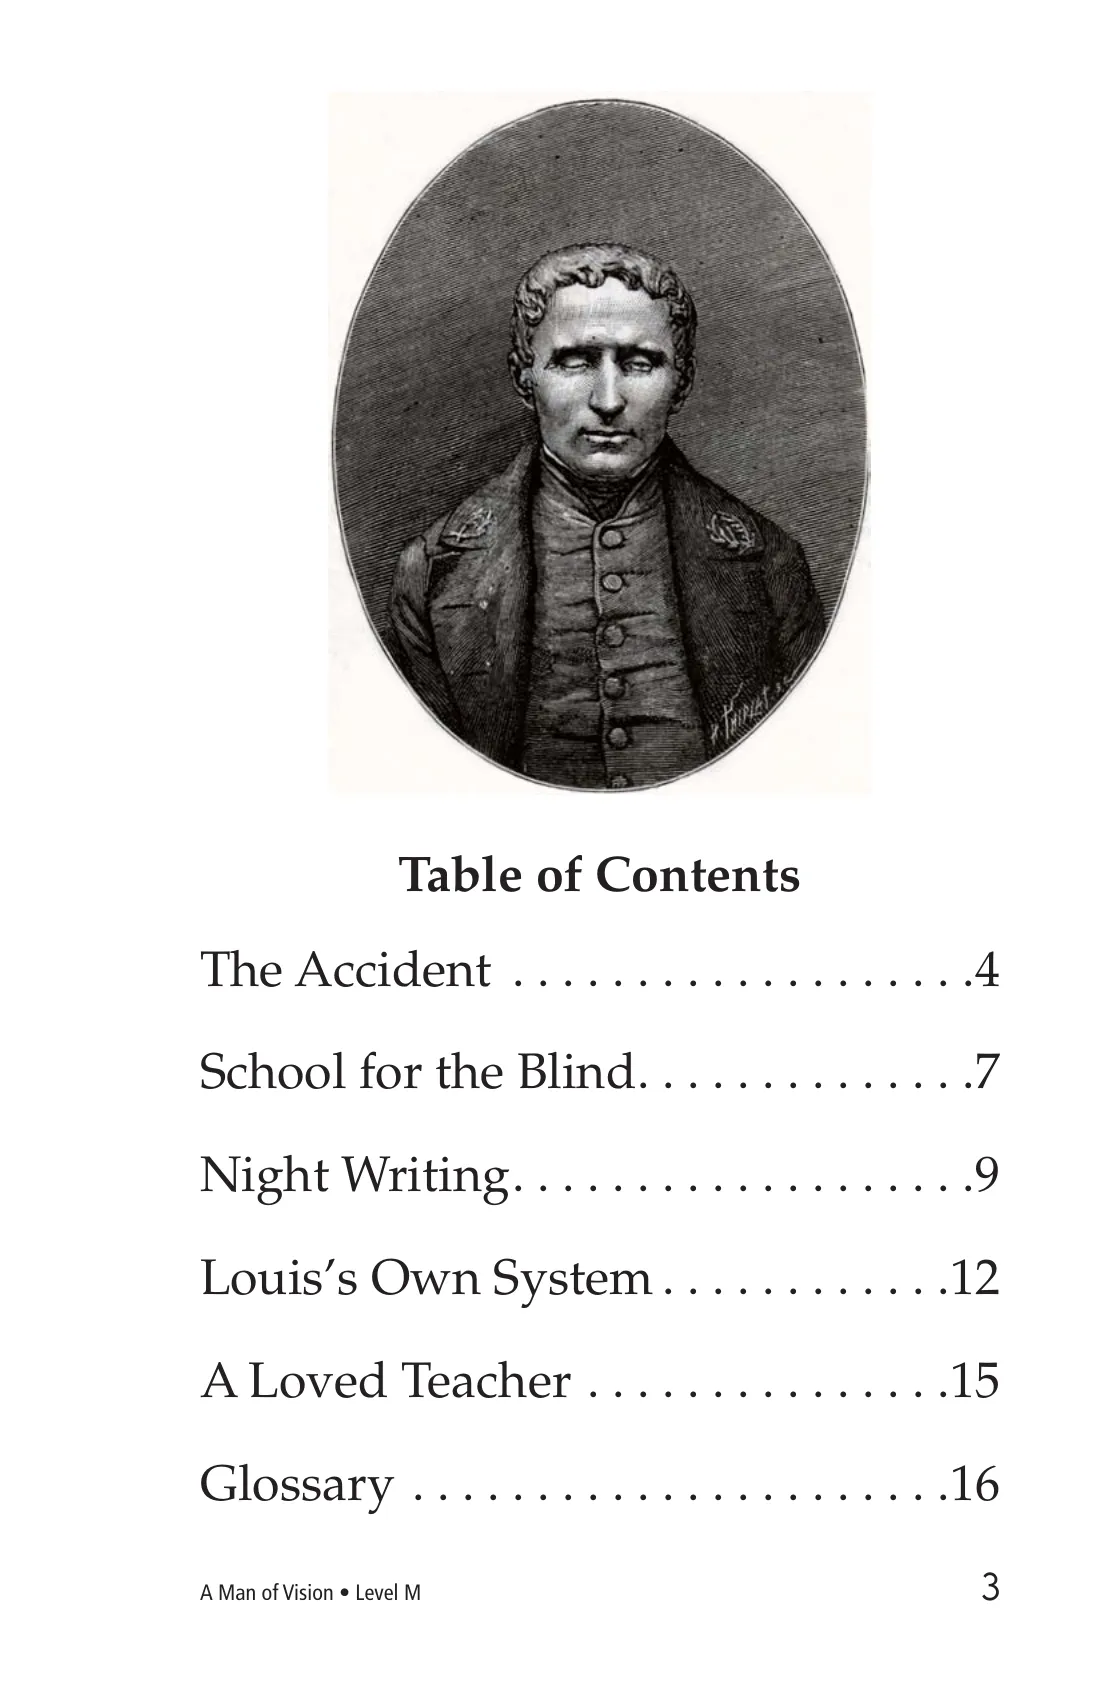 Table of Contents
The Accident . . . . . . . . . . . . . . . . . . .4
School for the Blind. . . . . . . . . . . . . .7
Night Writing. . . . . . . . . . . . . . . . . . .9
Louis’s Own System . . . . . . . . . . . .12
A Loved Teacher . . . . . . . . . . . . . . .15
Glossary . . . . . . . . . . . . . . . . . . . . . .16
A Man of Vision • Level M 3